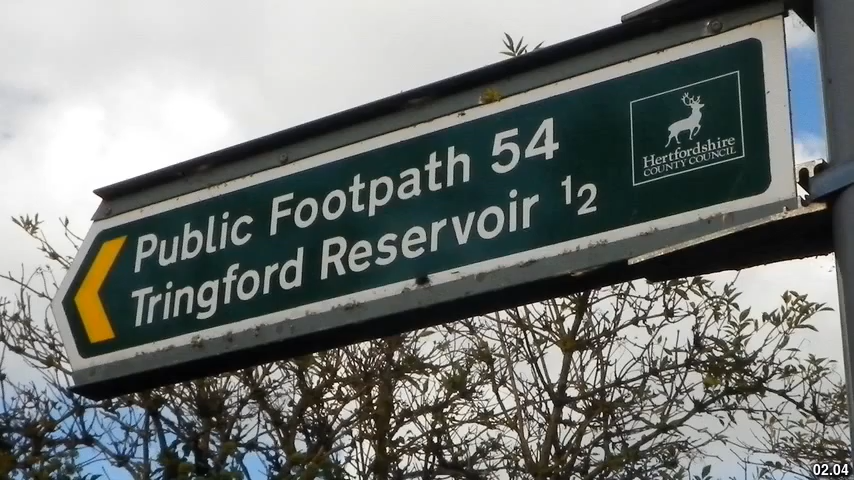 Public Footpath 54
Tringford Reservoir ½
Hertfordshire
COUNTY COUNCIL
02.04